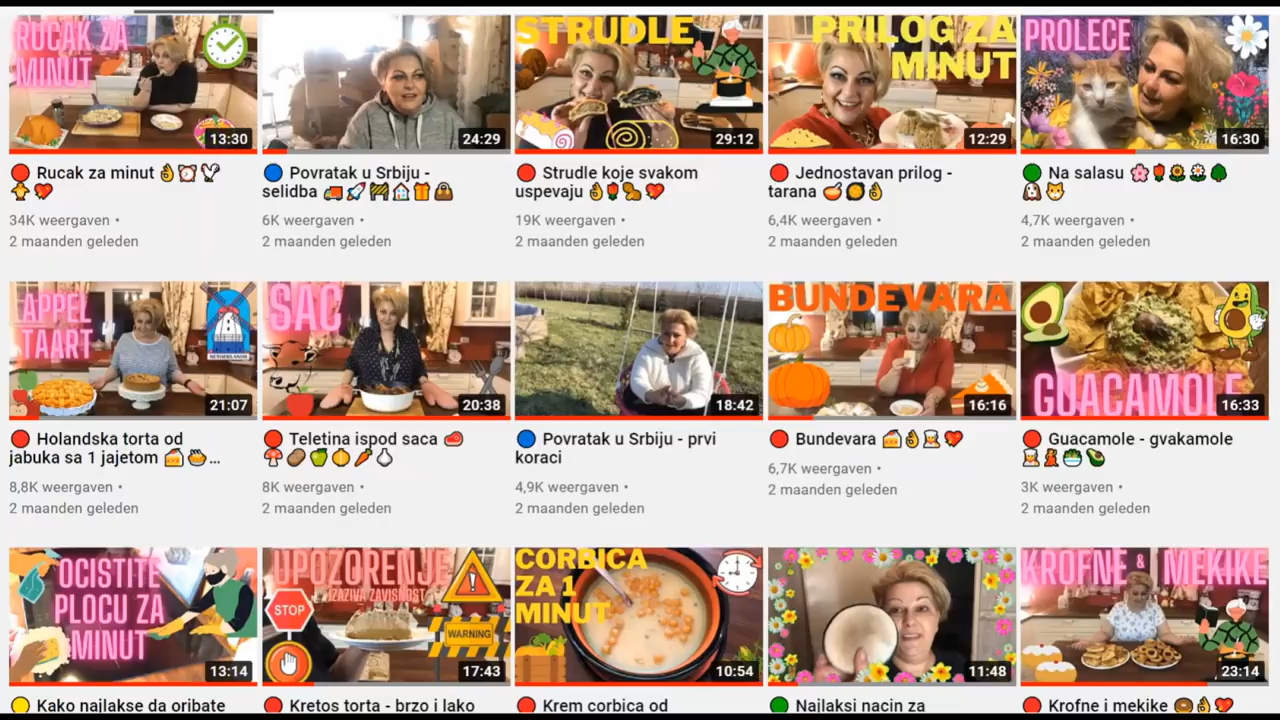 RUCAK ZA
MINUT
13:30
24:29
STRUDLE
29:12
PRILOG ZA
MINUT
12:29
PROLECE
16:30
Rucak za minut
Povratak u Srbiju -
selidba
Strudle koje svakom
uspevaju
Jednostavan prilog -
tarana
Na salasu
34K weergaven •
2 maanden geleden
6K weergaven •
2 maanden geleden
19K weergaven •
2 maanden geleden
6,4K weergaven •
2 maanden geleden
4,7K weergaven •
2 maanden geleden
APPEL
TAART
NETHERLANDS
21:07
SAC
20:38
18:42
BUNDEVARA
16:16
GUACAMOLE
16:33
Holandska torta od
jabuka sa 1 jajetom ...
Teletina ispod saca
Povratak u Srbiju - prvi
koraci
Bundevara
Guacamole - gvakamole
8,8K weergaven •
2 maanden geleden
8K weergaven •
2 maanden geleden
4,9K weergaven •
2 maanden geleden
6,7K weergaven •
2 maanden geleden
3K weergaven •
2 maanden geleden
OCISTITE
PLOCU ZA
MINUT
13:14
UPOZORENJE
IZAZIVA ZAVISNOST
STOP
WARNING
17:43
CORBICA
ZA 1
MINUT
10:54
11:48
KROFNE & MEKIKE
23:14
Kako najlakse da oribate
Kretos torta - brzo i lako
Krem corbica od
Najlaksi nacin za
Krofne i mekike